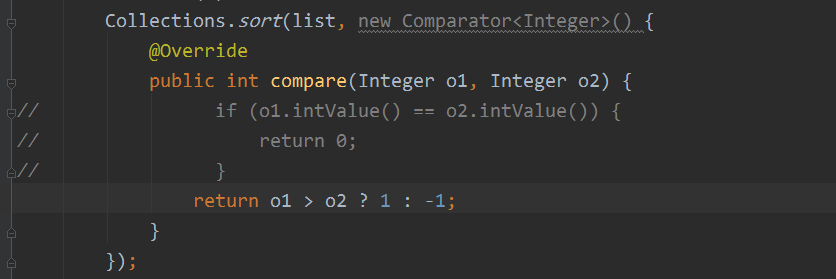 Collections.sort(list, new Comparator<Integer>() {
@Override
public int compare(Integer o1, Integer o2) {
// if (o1.intValue() == o2.intValue()) {
// return 0;
// }
return o1 > o2 ? 1 : -1;
}
});